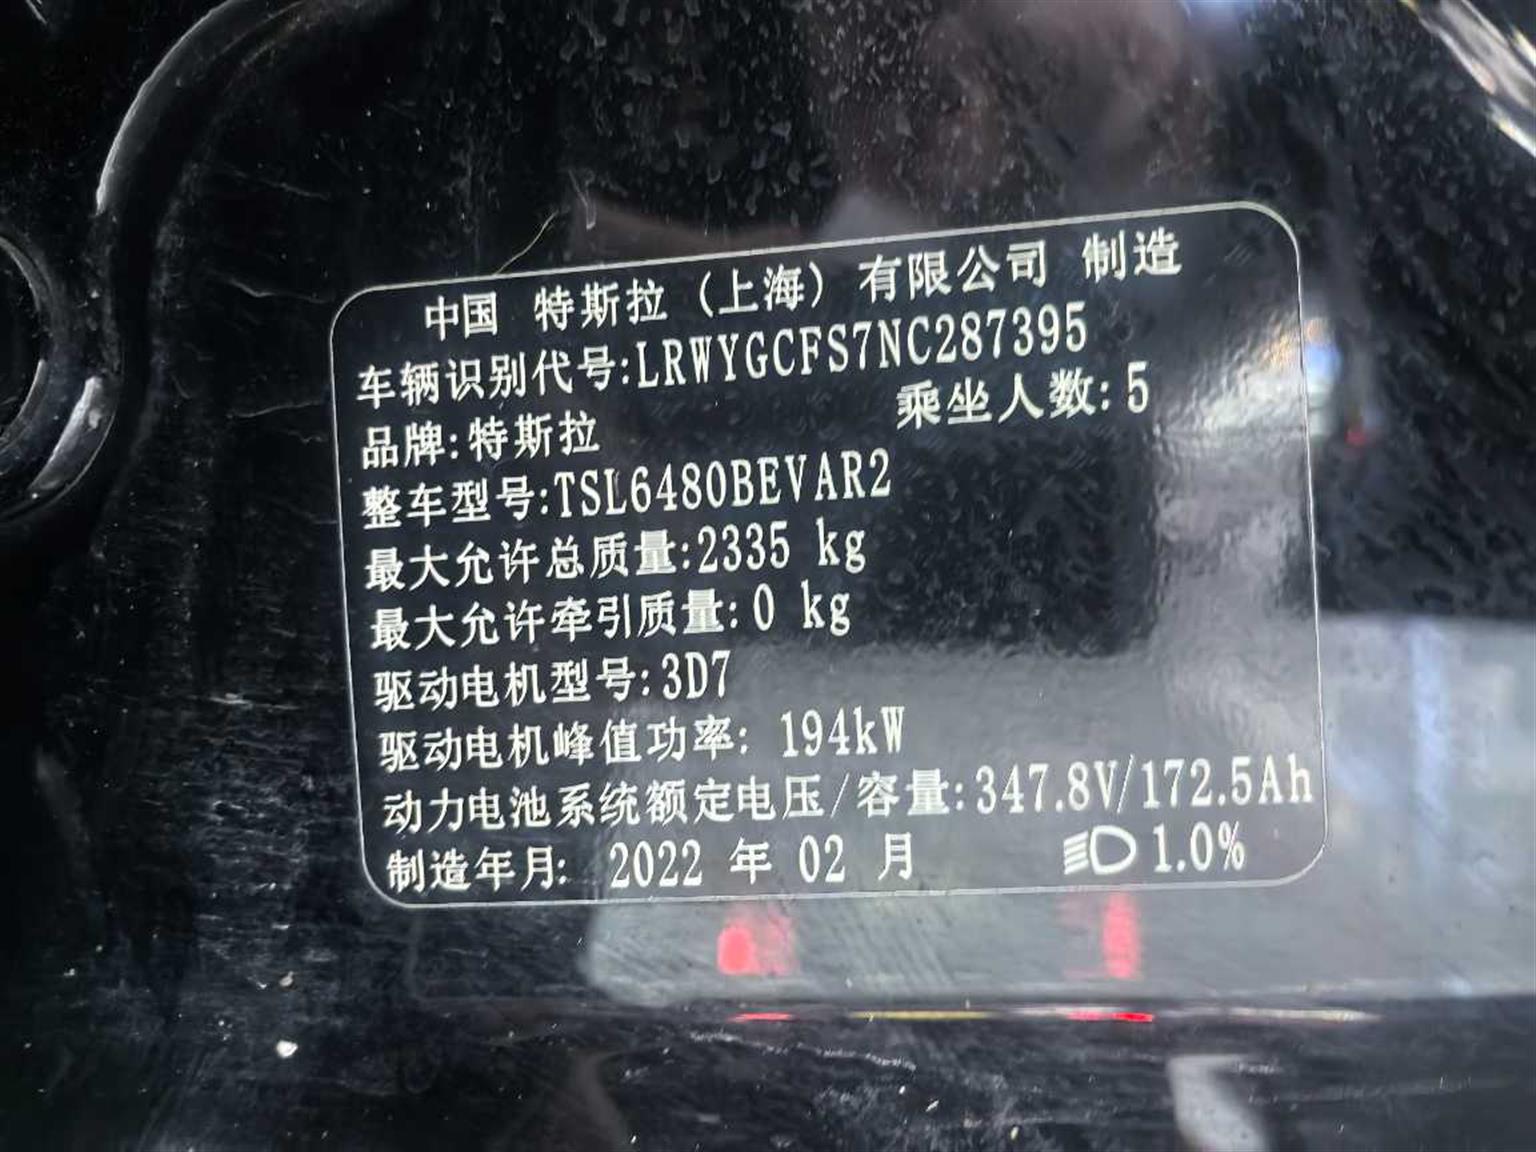 中国 特斯拉（上海）有限公司 制造
车辆识别代号:LRWYGCFS7NC287395
品牌:特斯拉 乘坐人数:5
整车型号:TSL6480BEVAR2
最大允许总质量:2335 kg
最大允许牵引质量:0 kg
驱动电机型号:3D7
驱动电机峰值功率: 194kW
动力电池系统额定电压/容量:347.8V/172.5Ah
制造年月: 2022 年 02 月 1.0%